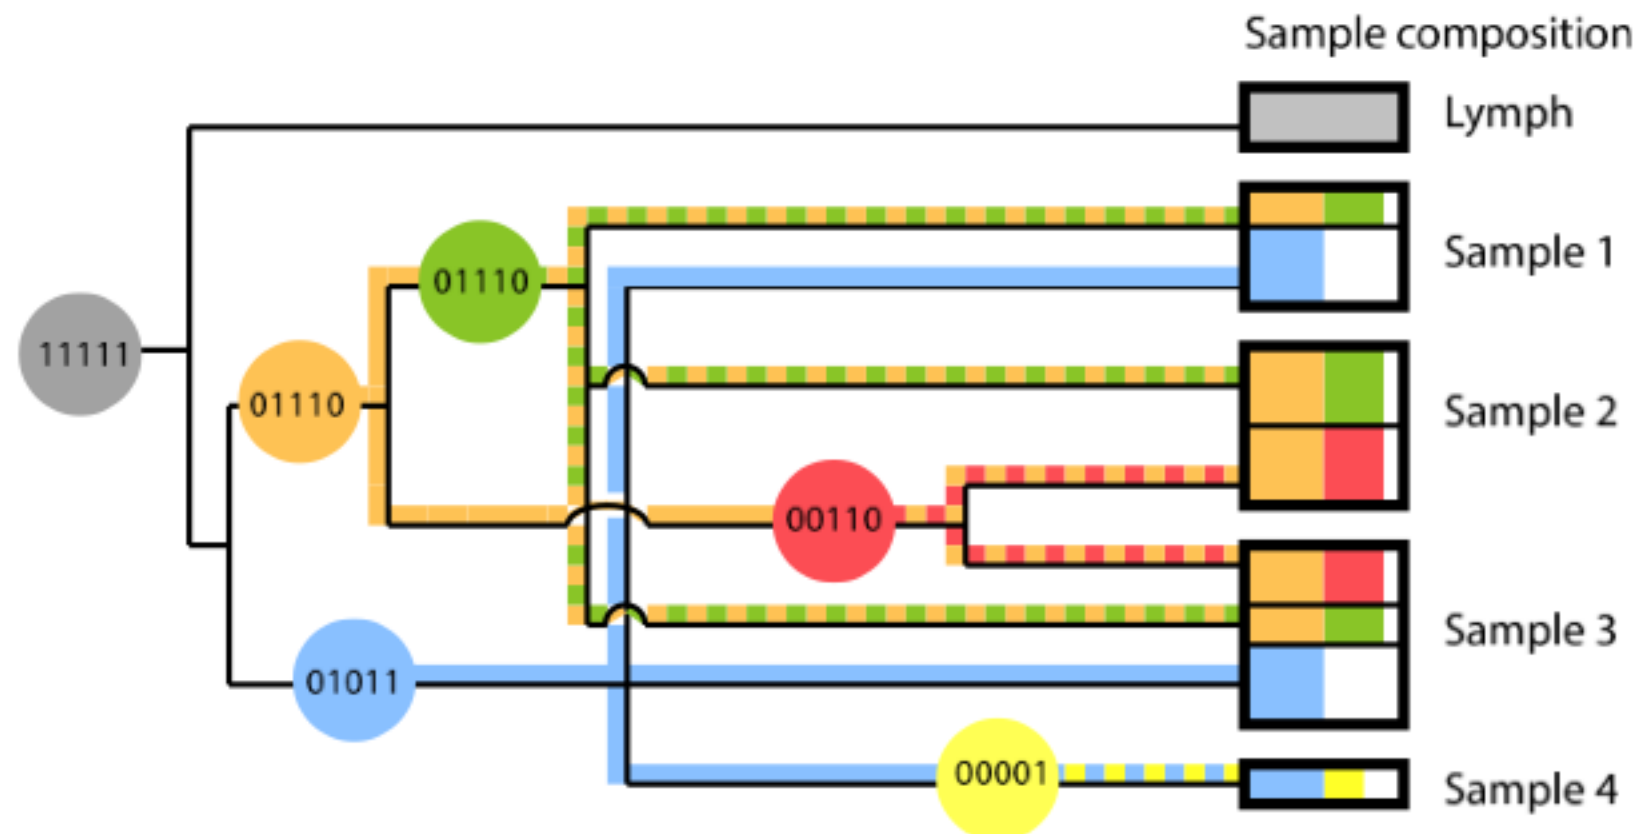 Sample composition
Lymph
Sample 1
01110
11111
01110
Sample 2
00110
Sample 3
01011
00001
Sample 4